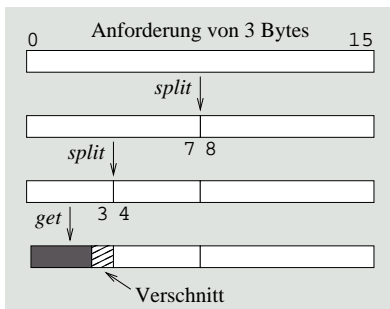 Anforderung von 3 Bytes
0 15
split
7 8
split
3 4
get
Verschnitt